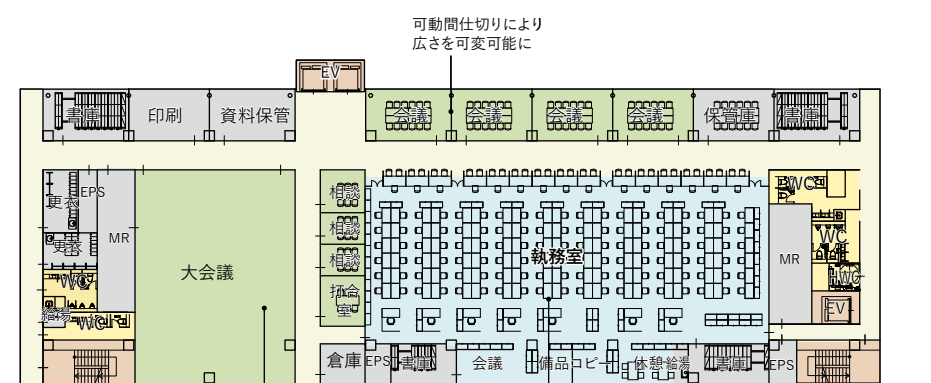 可動間仕切りにより
広さを可変可能に
EV
書庫
印刷
資料保管
会議
会議
会議
会議
保管庫
書庫
更衣
EPS
更衣
MR
WC
給湯
WC
大会議
相談
相談
相談
打合
室
執務室
WC
WC
MR
HWC
EV
倉庫
EPS
書庫
会議
備品コピー
休憩
給湯
書庫
EPS